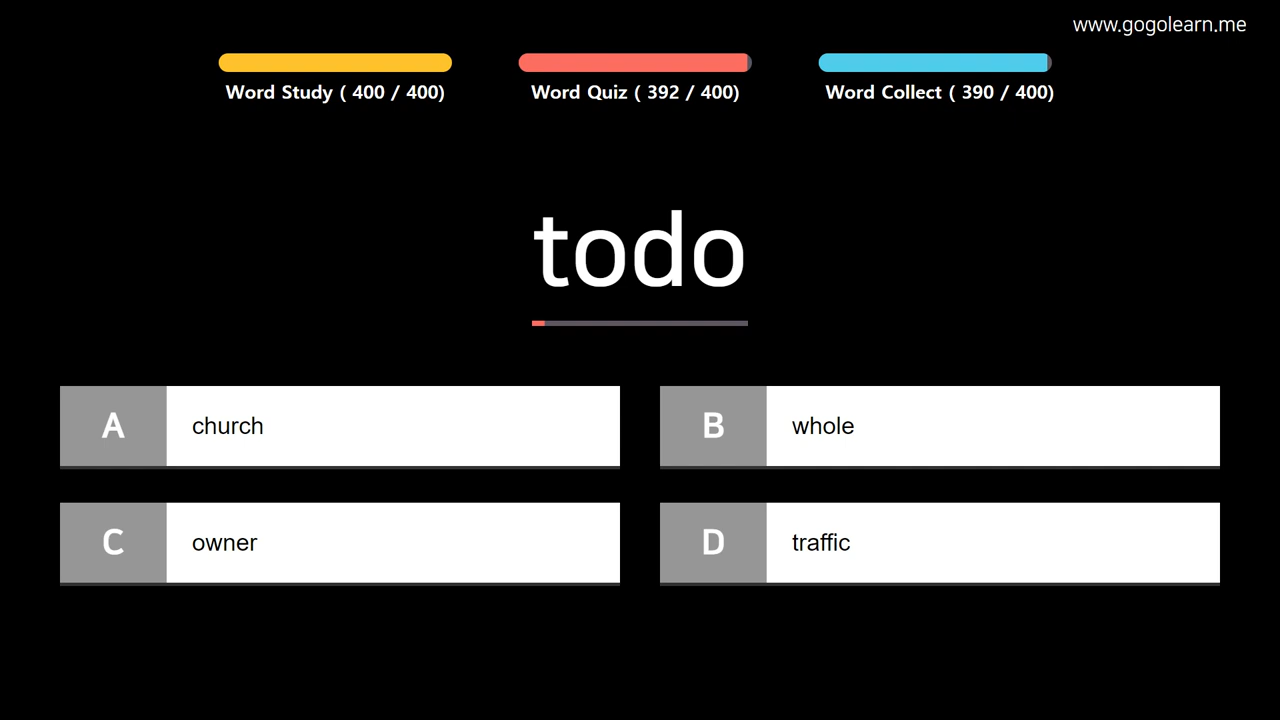 www.gogolearn.me
Word Study ( 400 / 400)
Word Quiz ( 392 / 400)
Word Collect ( 390 / 400)
todo
A church
B whole
C owner
D traffic